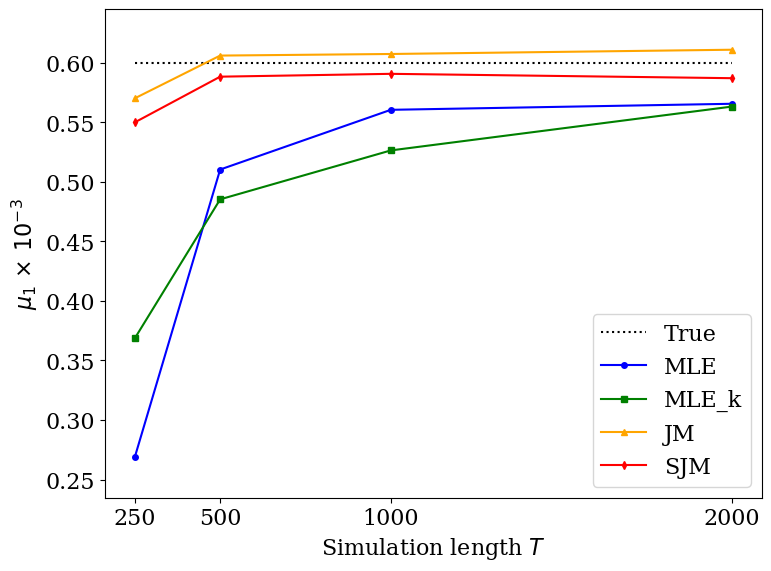 0.60
0.55
0.50
0.45
0.40
0.35
0.30
0.25
μ₁ × 10⁻³
250 500 1000 2000
Simulation length T
True
MLE
MLE_k
JM
SJM